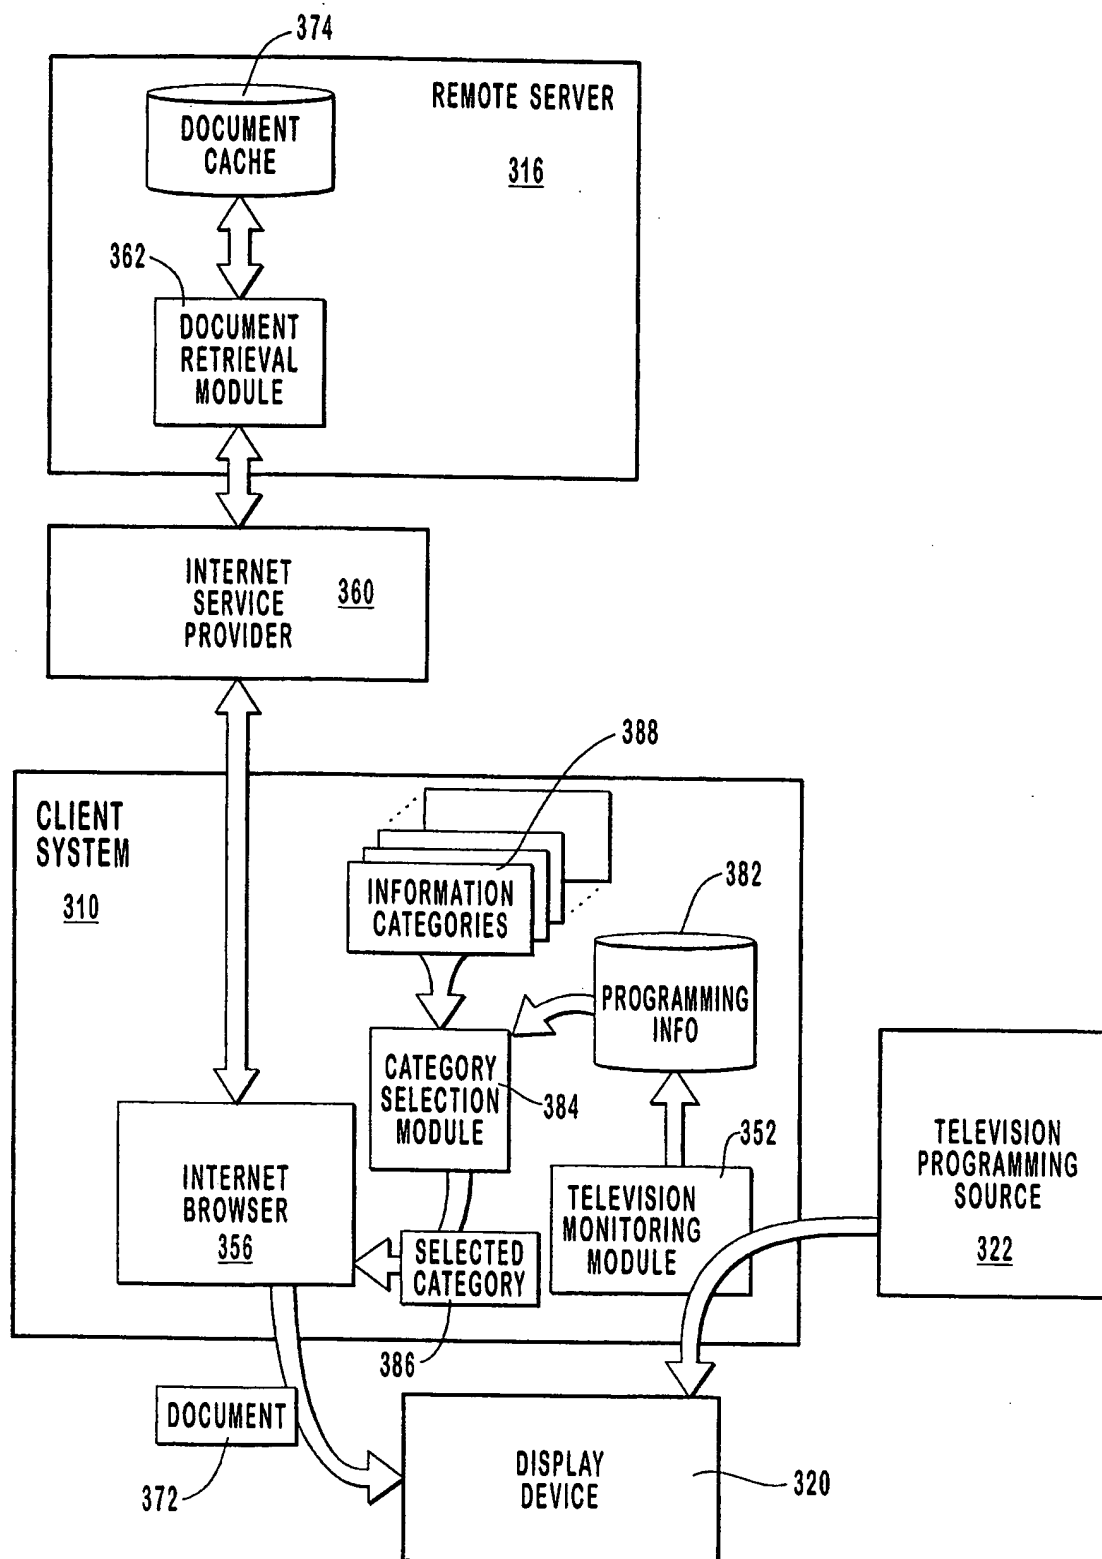 374
REMOTE SERVER
316
DOCUMENT
CACHE
362
DOCUMENT
RETRIEVAL
MODULE
INTERNET
SERVICE
PROVIDER
360
388
CLIENT
SYSTEM
310
INFORMATION
CATEGORIES
382
PROGRAMMING
INFO
CATEGORY
SELECTION
MODULE
384
352
TELEVISION
MONITORING
MODULE
TELEVISION
PROGRAMMING
SOURCE
322
INTERNET
BROWSER
356
SELECTED
CATEGORY
386
DOCUMENT
372
DISPLAY
DEVICE
320